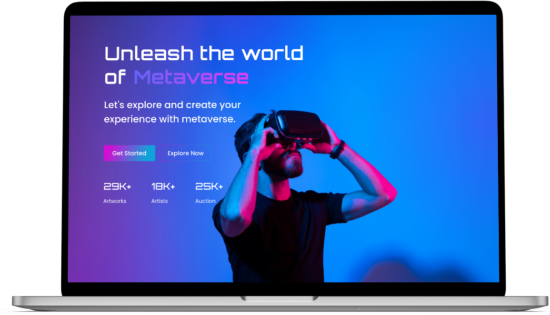 Unleash the world
of Metaverse
Let's explore and create your
experience with metaverse.
Get Started Explore Now
29K+ 18K+ 25K+
Artworks Artists Auction